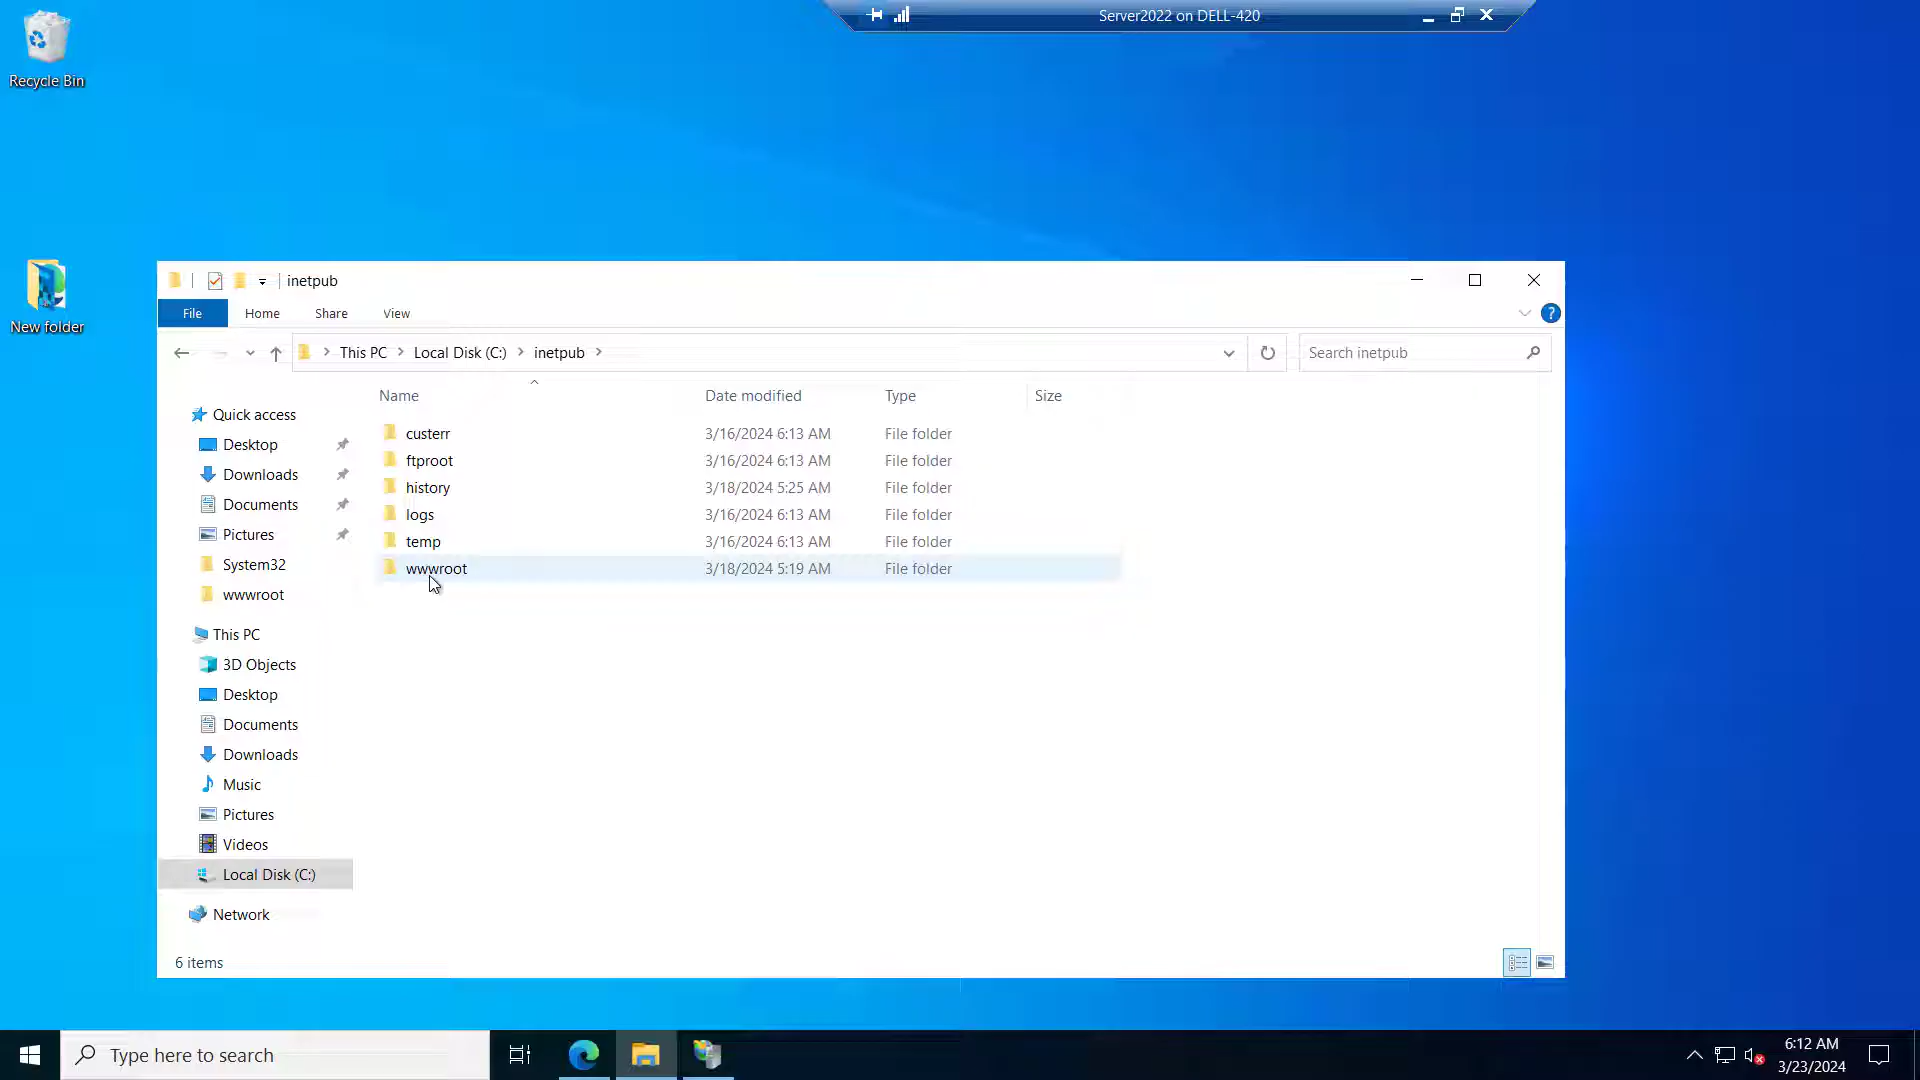 Server2022 on DELL-420
Recycle Bin
New folder
inetpub
File Home Share View
This PC Local Disk (C:) inetpub
Search inetpub
Name Date modified Type Size
custerr 3/16/2024 6:13 AM File folder
ftproot 3/16/2024 6:13 AM File folder
history 3/18/2024 5:25 AM File folder
logs 3/16/2024 6:13 AM File folder
temp 3/16/2024 6:13 AM File folder
wwwroot 3/18/2024 5:19 AM File folder
Quick access
Desktop
Downloads
Documents
Pictures
System32
wwwroot
This PC
3D Objects
Desktop
Documents
Downloads
Music
Pictures
Videos
Local Disk (C:)
Network
6 items
Type here to search
6:12 AM
3/23/2024